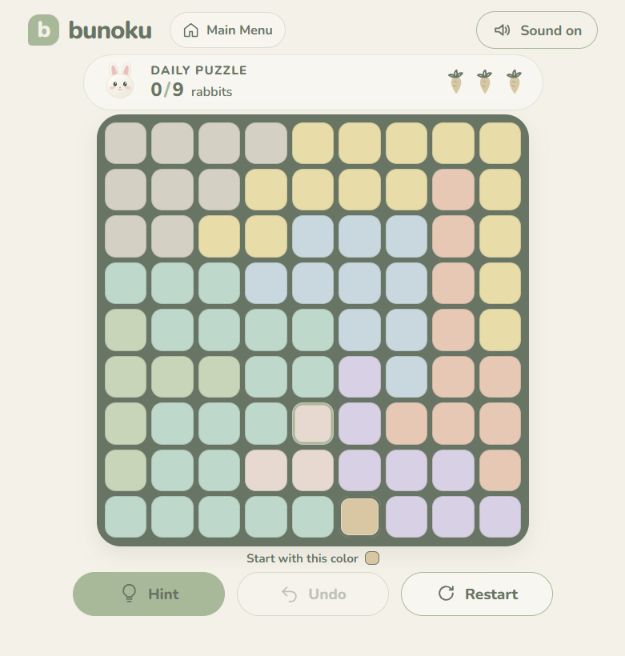 b bunoku
Main Menu
Sound on
DAILY PUZZLE
0/9 rabbits
Start with this color
Hint
Undo
Restart